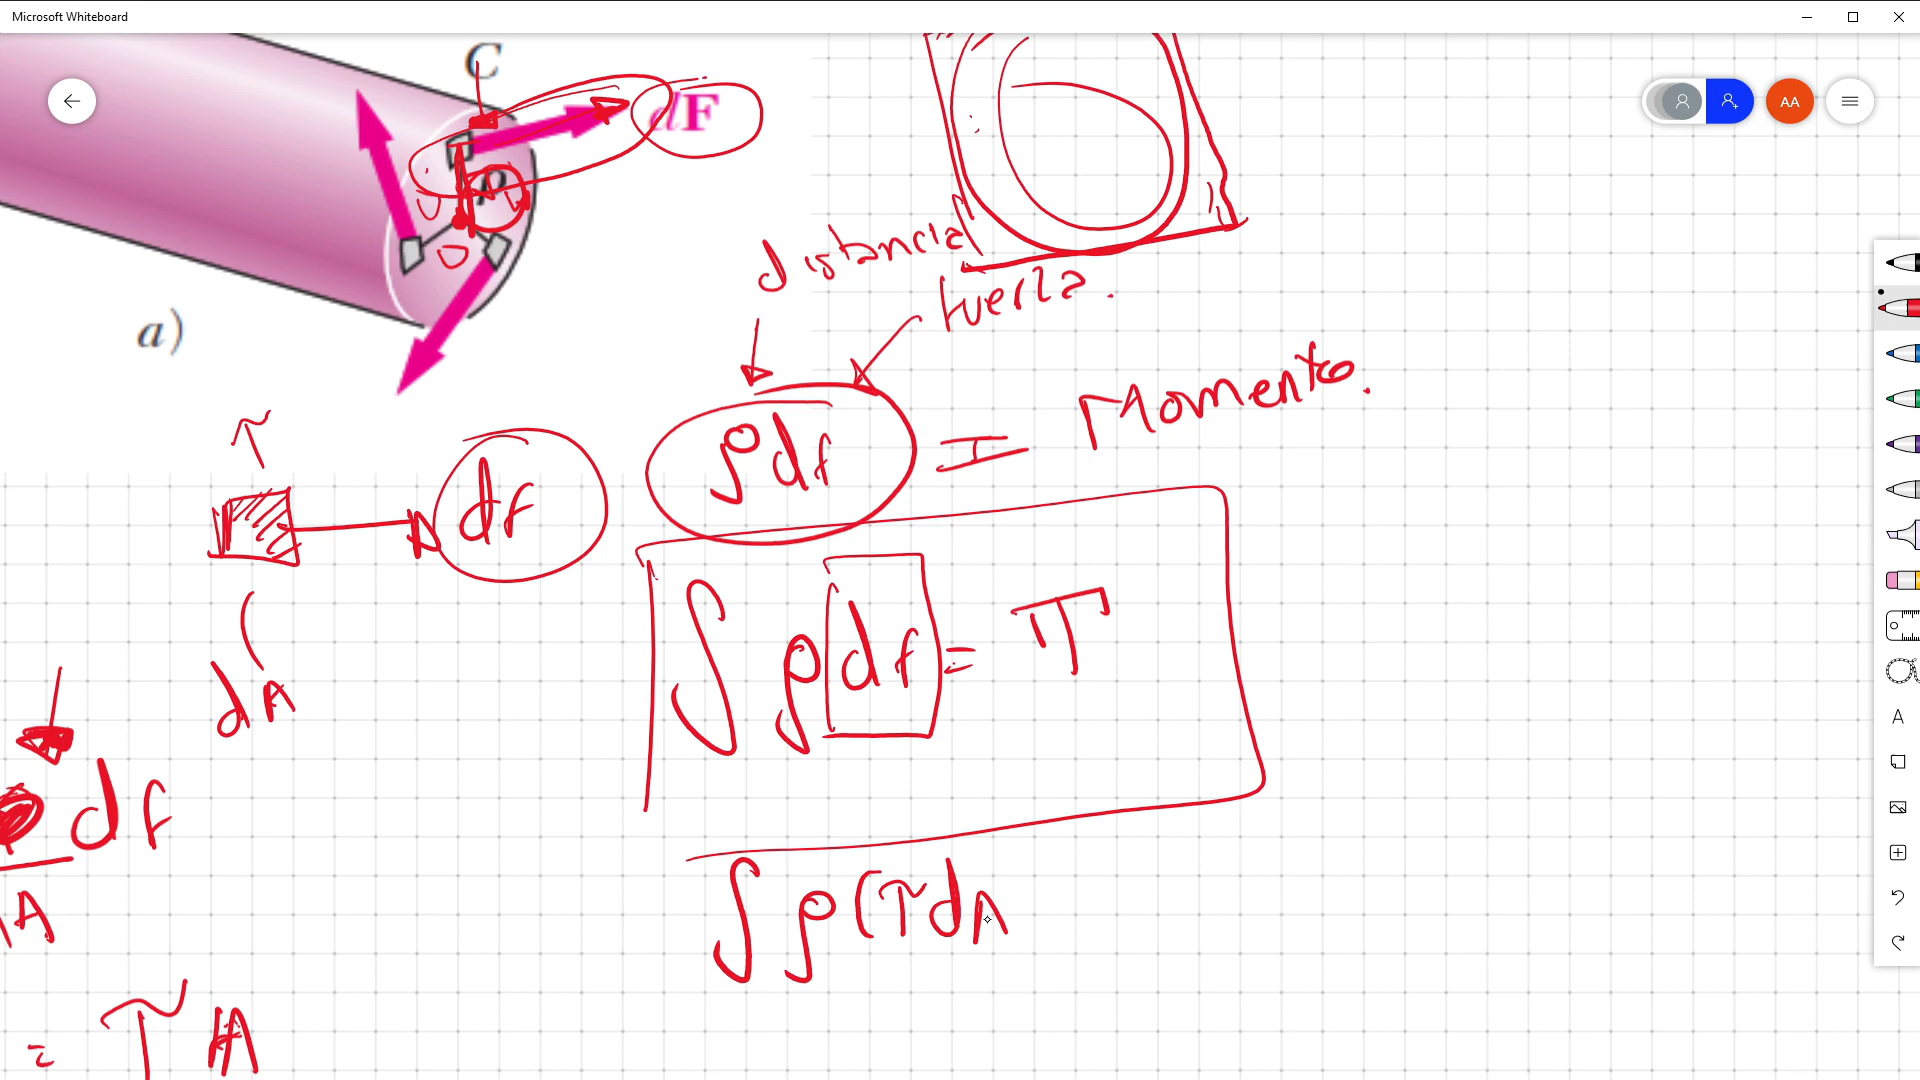 Microsoft Whiteboard
C
dF
ρ
O
a)
AA
distancia
fuerza.
ρdf = Momento.
τ
df
dA
∫ρdf = T
df
∫ρ(τdA
A
= τA
A